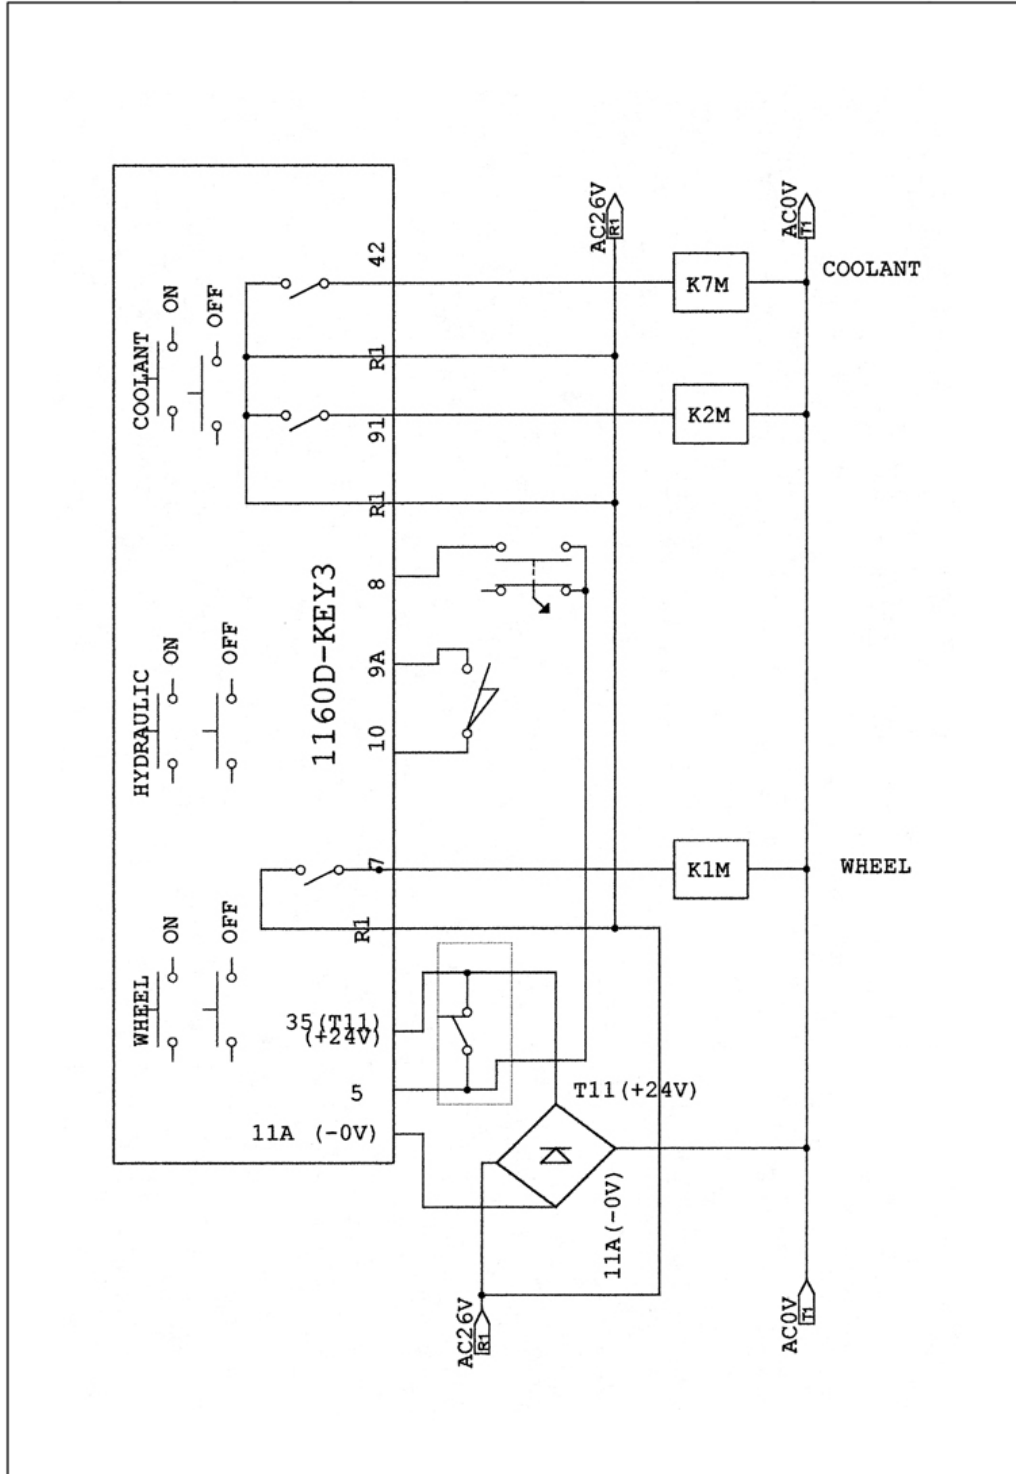 COOLANT
ON
OFF
42
R1
91
R1
HYDRAULIC
ON
OFF
1160D-KEY3
8
9A
10
WHEEL
ON
OFF
7
R1
35(T11)
(+24V)
5
11A (-0V)
AC26V
R1
AC0V
T1
K7M
COOLANT
K2M
K1M
WHEEL
T11(+24V)
11A(-0V)
AC26V
R1
AC0V
T1